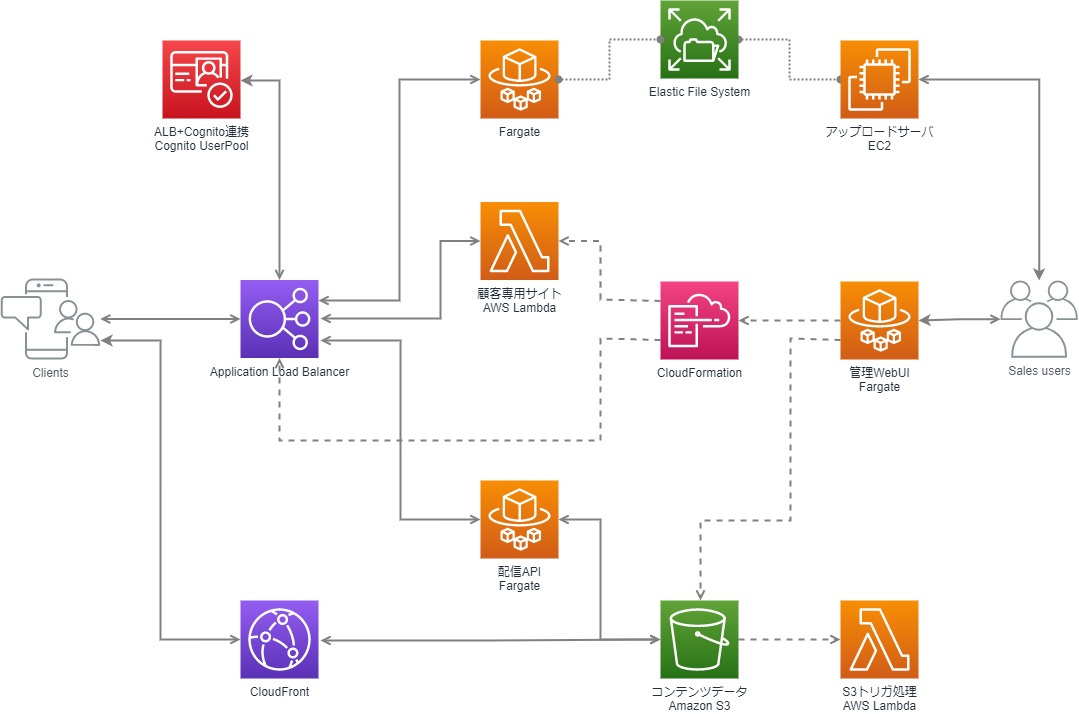 Elastic File System
ALB+Cognito連携
Cognito UserPool
Fargate
アップロードサーバ
EC2
顧客専用サイト
AWS Lambda
Clients
Application Load Balancer
CloudFormation
管理WebUI
Fargate
Sales users
配信API
Fargate
CloudFront
コンテンツデータ
Amazon S3
S3トリガ処理
AWS Lambda